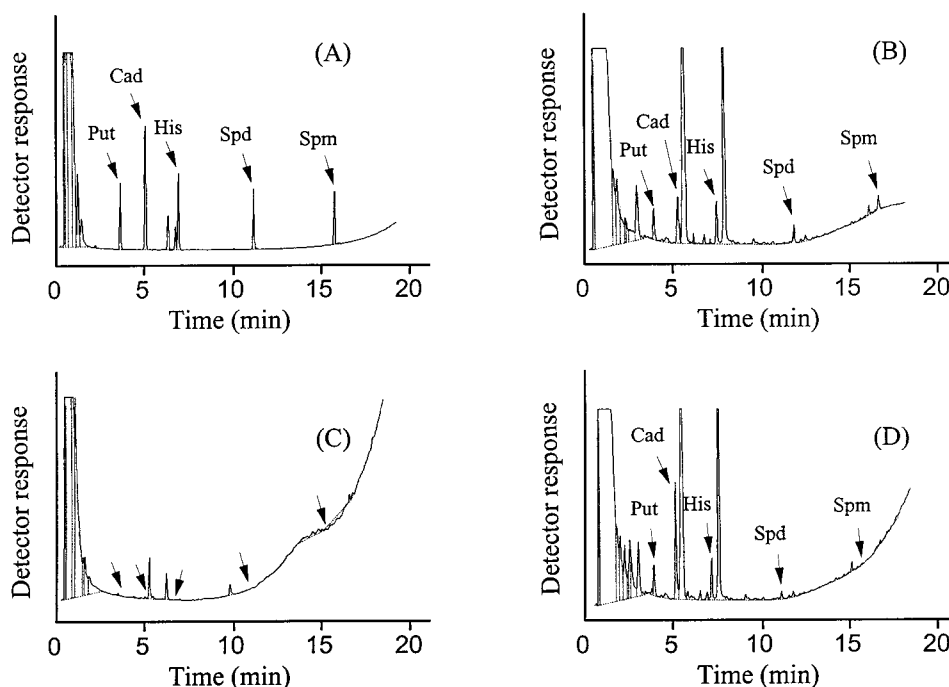 (A)
Detector response
Put
Cad
His
Spd
Spm
0 5 10 15 20
Time (min)
(B)
Detector response
Put
Cad
His
Spd
Spm
0 5 10 15 20
Time (min)
(C)
Detector response
0 5 10 15 20
Time (min)
(D)
Detector response
Put
Cad
His
Spd
Spm
0 5 10 15 20
Time (min)